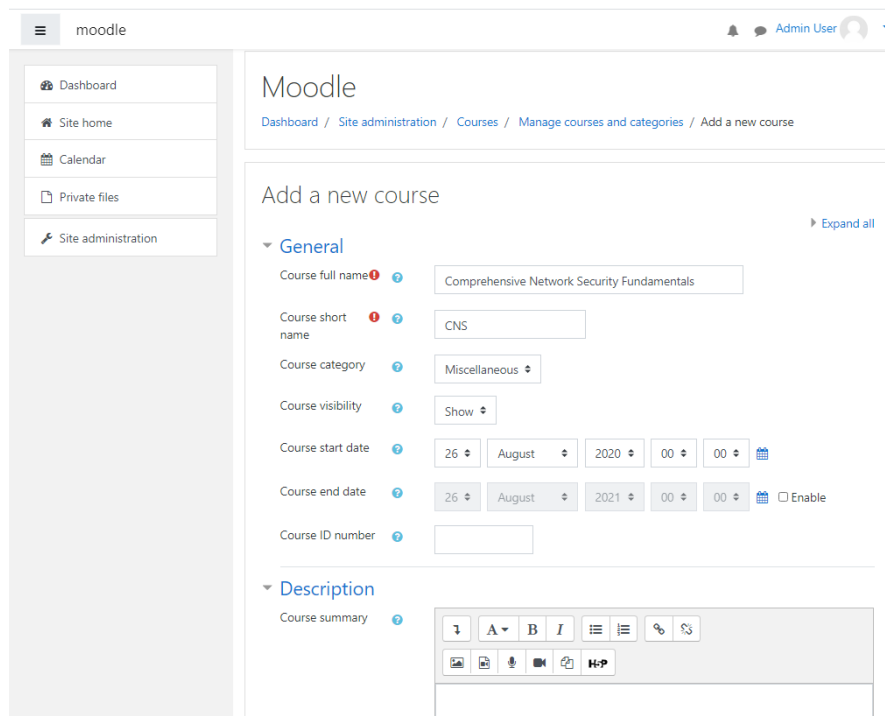 moodle
Admin User
Dashboard
Site home
Calendar
Private files
Site administration
Moodle
Dashboard / Site administration / Courses / Manage courses and categories / Add a new course
Add a new course
Expand all
General
Course full name
Comprehensive Network Security Fundamentals
Course short
name
CNS
Course category
Miscellaneous
Course visibility
Show
Course start date
26 August 2020 00 00
Course end date
26 August 2021 00 00 Enable
Course ID number
Description
Course summary
A B I
H5P